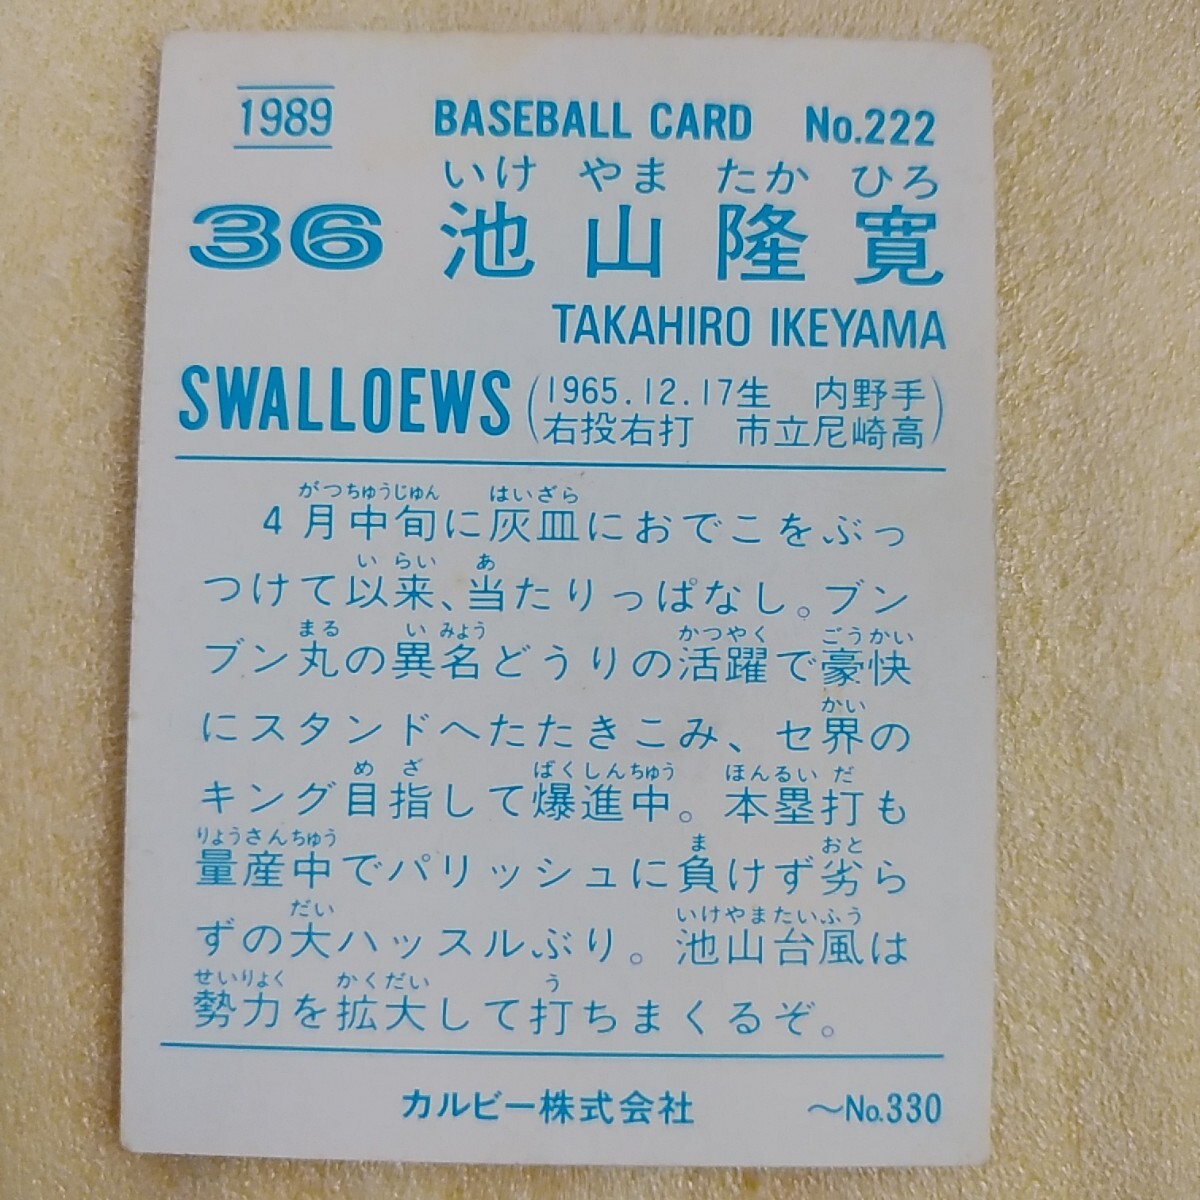 1989 BASEBALL CARD No.222
いけ やま たか ひろ
36 池山隆寛
TAKAHIRO IKEYAMA
SWALLOEWS (1965.12.17生 内野手
右投右打 市立尼崎高)
がつちゅうじゅん はいざら
4月中旬に灰皿におでこをぶっ
い らい あ
つけて以来、当たりっぱなし。ブン
まる い みよう かつやく ごうかい
ブン丸の異名どうりの活躍で豪快
かい
にスタンドへたたきこみ、セ界の
め ざ ばくしんちゅう ほんるい だ
キング目指して爆進中。本塁打も
りょうさんちゅう ま おと
量産中でパリッシュに負けず劣ら
だい いけやまたいふう
ずの大ハッスルぶり。池山台風は
せいりょく かくだい う
勢力を拡大して打ちまくるぞ。
カルビー株式会社 〜No.330